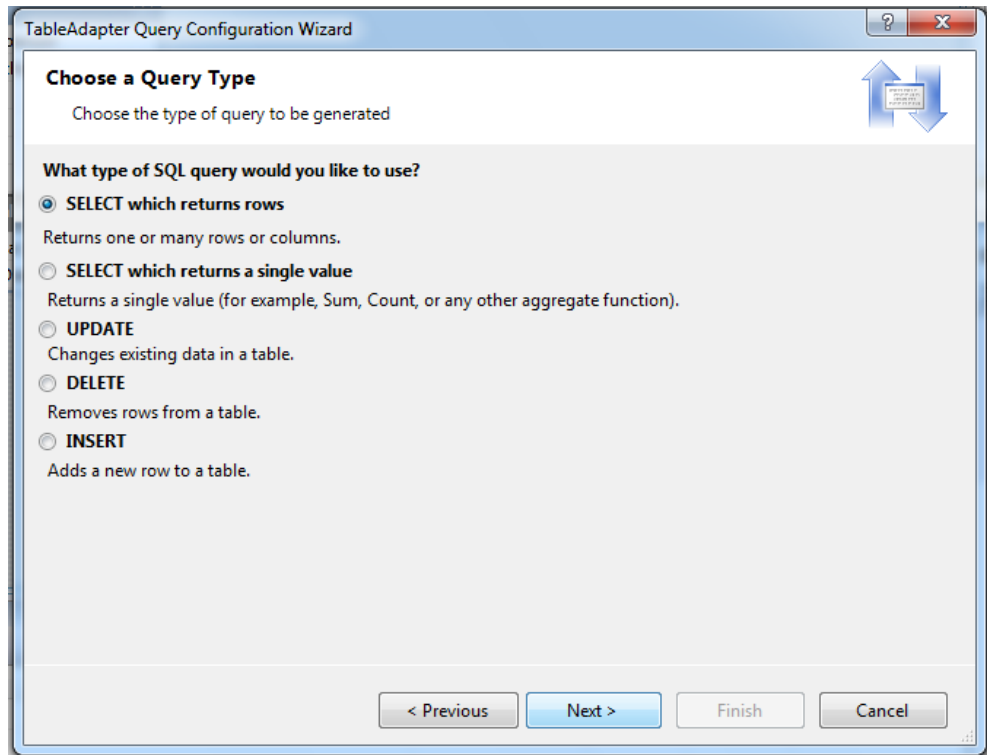 TableAdapter Query Configuration Wizard
Choose a Query Type
Choose the type of query to be generated
What type of SQL query would you like to use?
SELECT which returns rows
Returns one or many rows or columns.
SELECT which returns a single value
Returns a single value (for example, Sum, Count, or any other aggregate function).
UPDATE
Changes existing data in a table.
DELETE
Removes rows from a table.
INSERT
Adds a new row to a table.
< Previous Next > Finish Cancel